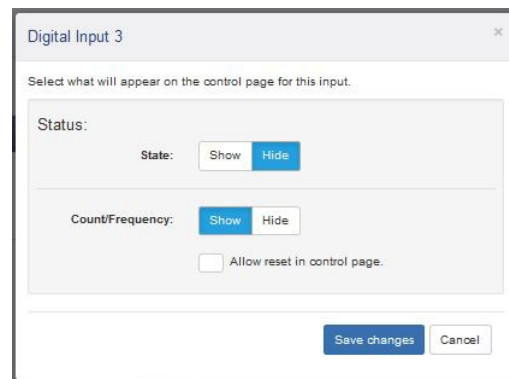 Digital Input 3
×
Select what will appear on the control page for this input.
Status:
State: Show Hide
Count/Frequency: Show Hide
Allow reset in control page.
Save changes Cancel